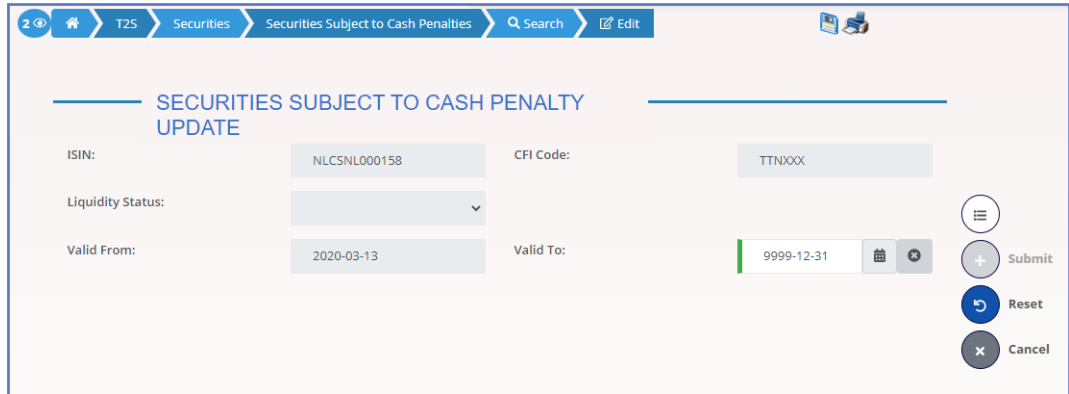 2 T2S Securities Securities Subject to Cash Penalties Search Edit
SECURITIES SUBJECT TO CASH PENALTY
UPDATE
ISIN: NLCSNL000158 CFI Code: TTNXXX
Liquidity Status:
Valid From: 2020-03-13 Valid To: 9999-12-31
Submit
Reset
Cancel